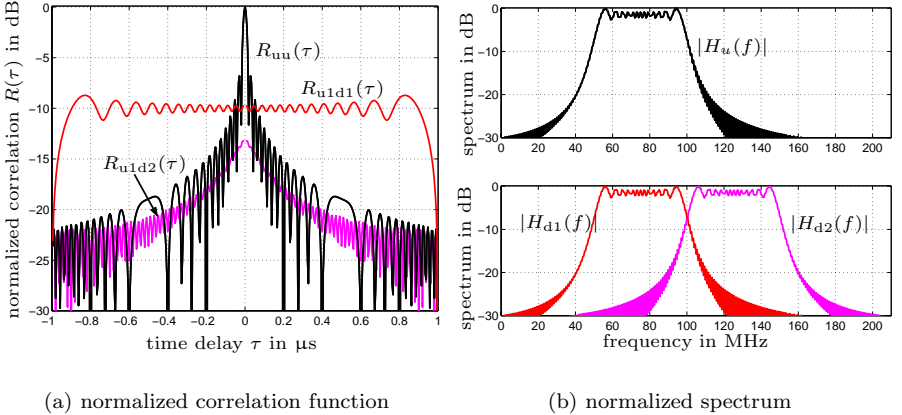 normalized correlation R(τ) in dB
0
−5
−10
−15
−20
−25
−30
R_uu(τ)
R_u1d1(τ)
R_u1d2(τ)
−1 −0.8 −0.6 −0.4 −0.2 0 0.2 0.4 0.6 0.8 1
time delay τ in μs
(a) normalized correlation function
spectrum in dB
0
−10
−20
−30
|H_u(f)|
0 20 40 60 80 100 120 140 160 180 200
spectrum in dB
0
−10
−20
−30
|H_d1(f)|
|H_d2(f)|
0 20 40 60 80 100 120 140 160 180 200
frequency in MHz
(b) normalized spectrum